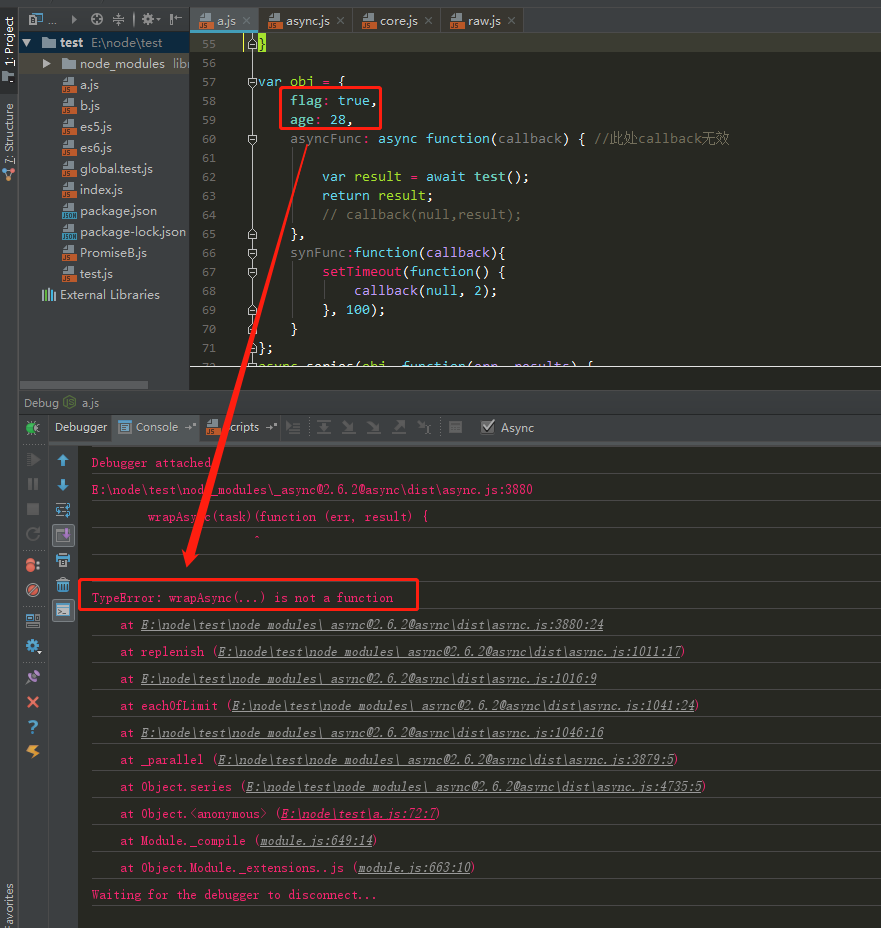 1: Project
7: Structure
Favorites
...
test E:\node\test
node_modules
a.js
b.js
es5.js
es6.js
global.test.js
index.js
package.json
package-lock.json
PromiseB.js
test.js
External Libraries
a.js
async.js
core.js
raw.js
55 }
56
57 var obj = {
58 flag: true,
59 age: 28,
60 asyncFunc: async function(callback) { //此处callback无效
61
62 var result = await test();
63 return result;
64 // callback(null,result);
65 },
66 synFunc:function(callback){
67 setTimeout(function() {
68 callback(null, 2);
69 }, 100);
70 }
71 };
async.series(obj, function(err, results) {
Debug a.js
Debugger
Console
Scripts
Async
Debugger attached.
E:\node\test\node_modules\_async@2.6.2@async\dist\async.js:3880
wrapAsync(task)(function (err, result) {
TypeError: wrapAsync(...) is not a function
at E:\node\test\node_modules\_async@2.6.2@async\dist\async.js:3880:24
at replenish (E:\node\test\node_modules\_async@2.6.2@async\dist\async.js:1011:17)
at E:\node\test\node_modules\_async@2.6.2@async\dist\async.js:1016:9
at eachOfLimit (E:\node\test\node_modules\_async@2.6.2@async\dist\async.js:1041:24)
at E:\node\test\node_modules\_async@2.6.2@async\dist\async.js:1046:16
at _parallel (E:\node\test\node_modules\_async@2.6.2@async\dist\async.js:3879:5)
at Object.series (E:\node\test\node_modules\_async@2.6.2@async\dist\async.js:4735:5)
at Object.<anonymous> (E:\node\test\a.js:72:7)
at Module._compile (module.js:649:14)
at Object.Module._extensions..js (module.js:663:10)
Waiting for the debugger to disconnect...